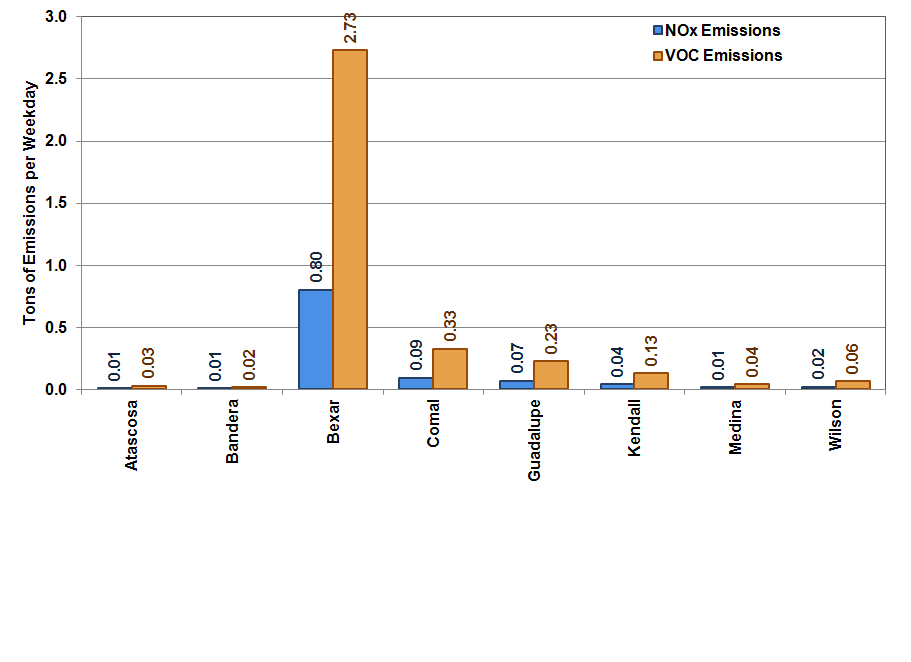 NOx Emissions
VOC Emissions
Tons of Emissions per Weekday
3.0
2.5
2.0
1.5
1.0
0.5
0.0
0.01
0.03
0.01
0.02
0.80
2.73
0.09
0.33
0.07
0.23
0.04
0.13
0.01
0.04
0.02
0.06
Atascosa
Bandera
Bexar
Comal
Guadalupe
Kendall
Medina
Wilson